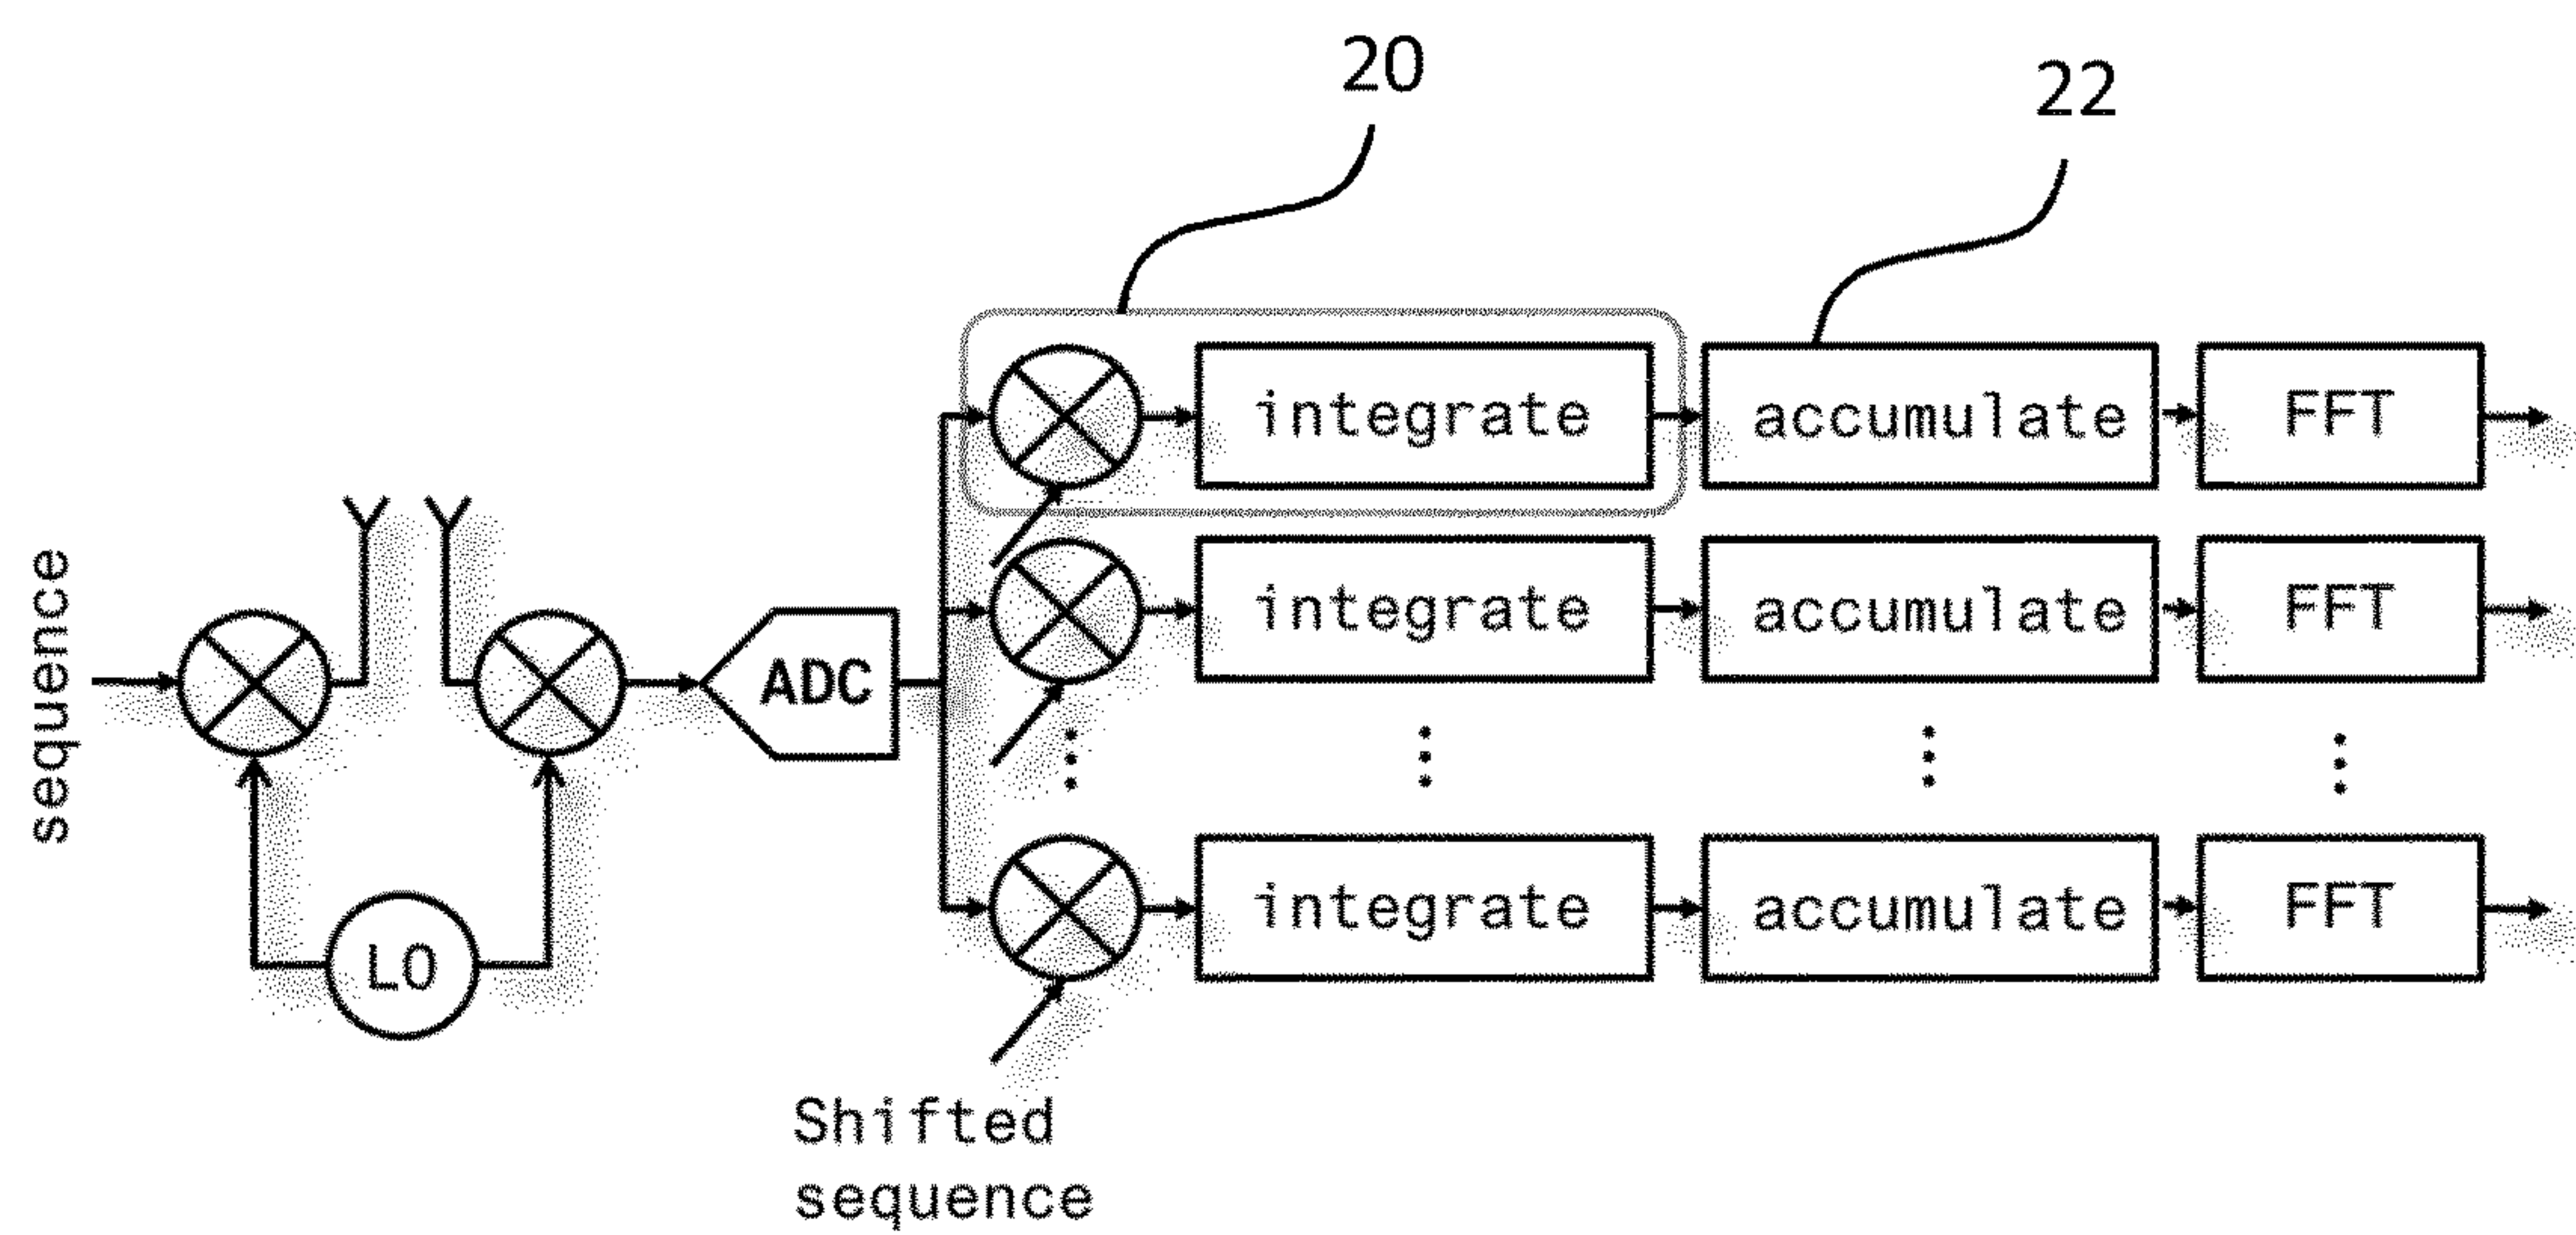 20
22
integrate
accumulate
FFT
integrate
accumulate
FFT
sequence
ADC
LO
integrate
accumulate
FFT
Shifted
sequence